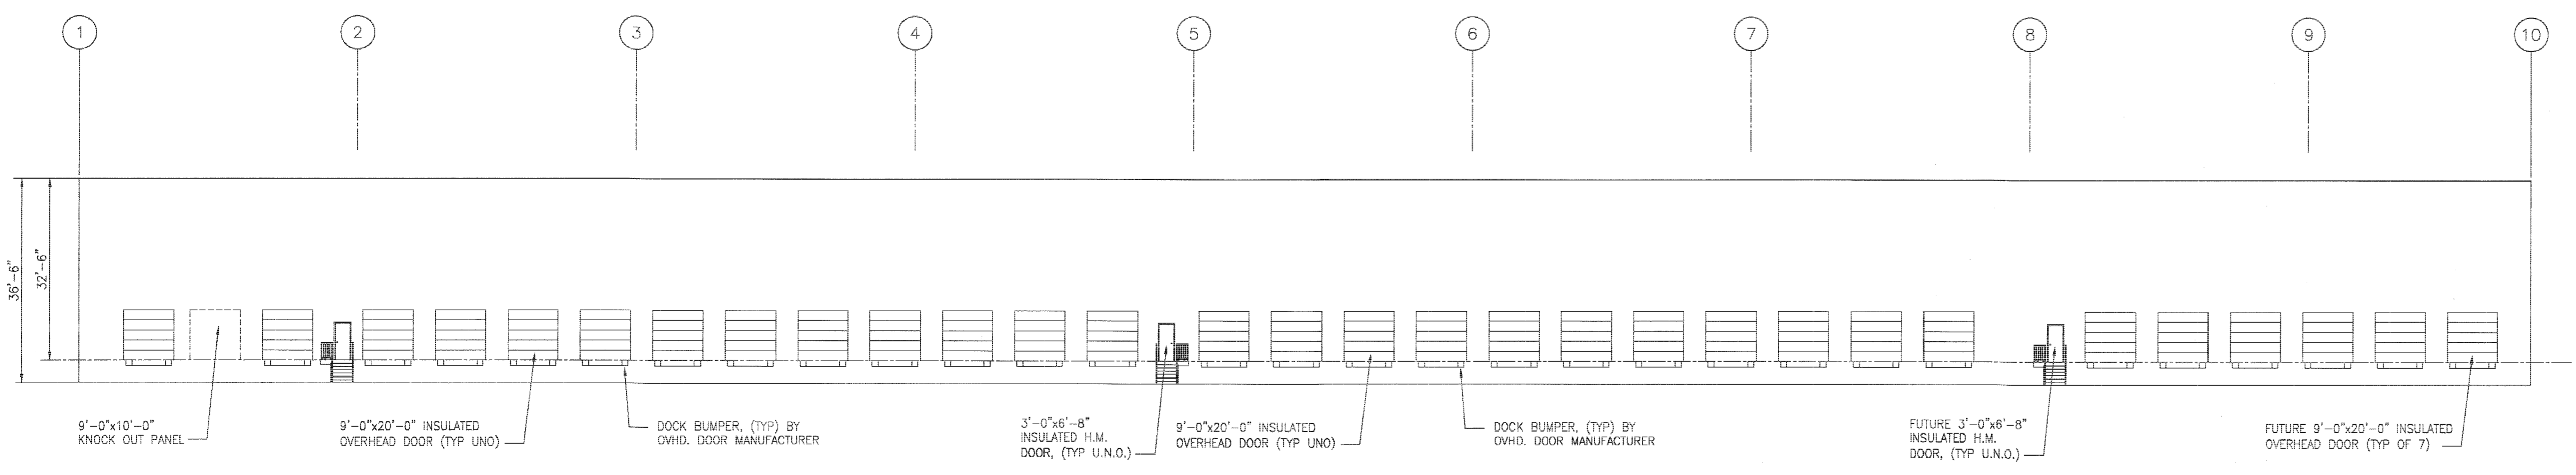 1
2
3
4
5
6
7
8
9
10
36'-6"
32'-6"
9'-0"x10'-0"
KNOCK OUT PANEL
9'-0"x20'-0" INSULATED
OVERHEAD DOOR (TYP UNO)
DOCK BUMPER, (TYP) BY
OVHD. DOOR MANUFACTURER
3'-0"x6'-8"
INSULATED H.M.
DOOR, (TYP U.N.O.)
9'-0"x20'-0" INSULATED
OVERHEAD DOOR (TYP UNO)
DOCK BUMPER, (TYP) BY
OVHD. DOOR MANUFACTURER
FUTURE 3'-0"x6'-8"
INSULATED H.M.
DOOR, (TYP U.N.O.)
FUTURE 9'-0"x20'-0" INSULATED
OVERHEAD DOOR (TYP OF 7)